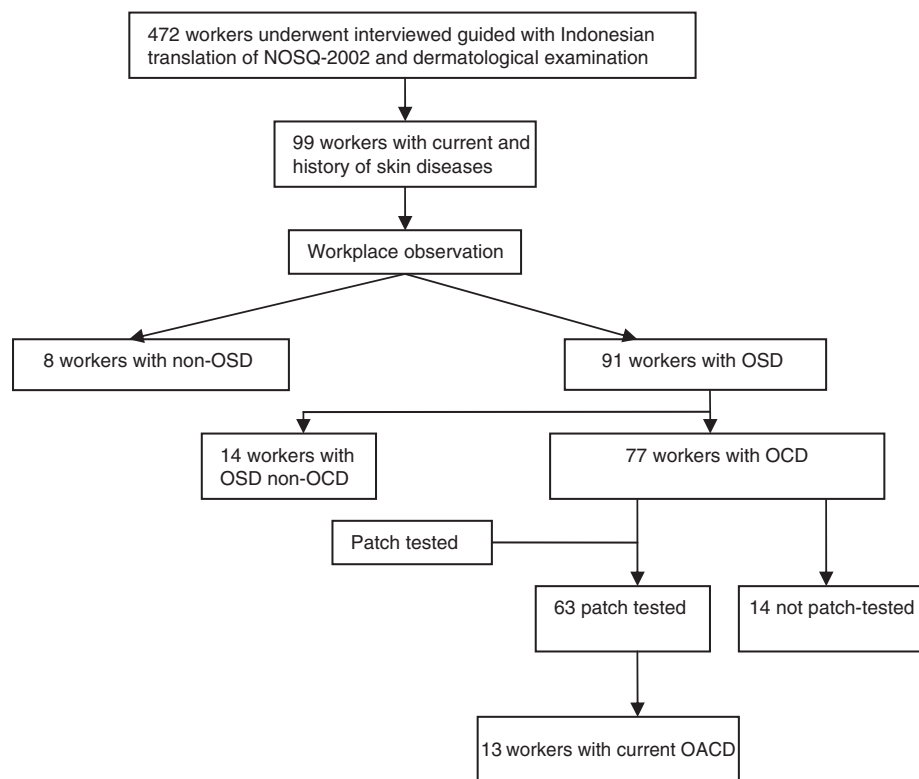 472 workers underwent interviewed guided with Indonesian
translation of NOSQ-2002 and dermatological examination
99 workers with current and
history of skin diseases
Workplace observation
8 workers with non-OSD
91 workers with OSD
14 workers with
OSD non-OCD
77 workers with OCD
Patch tested
63 patch tested
14 not patch-tested
13 workers with current OACD